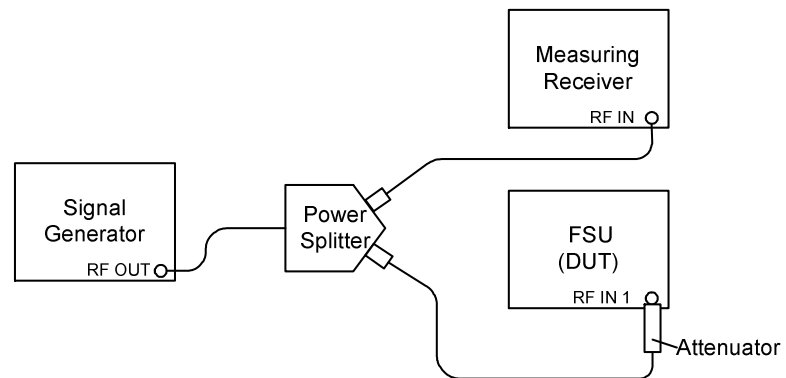 Measuring
Receiver
RF IN
Signal
Generator
RF OUT
Power
Splitter
FSU
(DUT)
RF IN 1
Attenuator